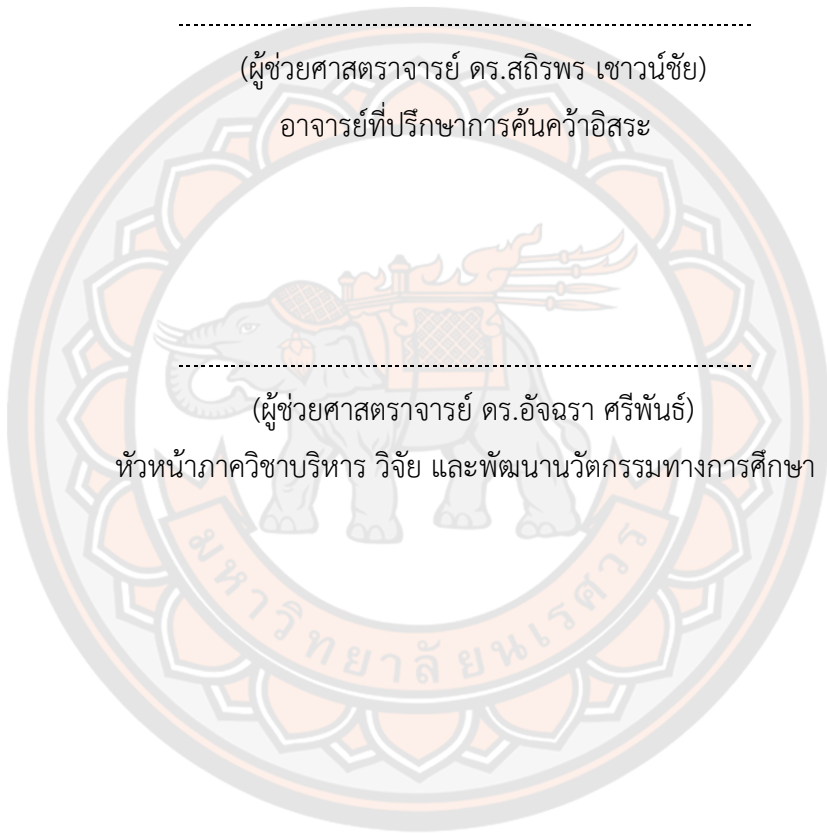 (ผู้ช่วยศาสตราจารย์ ดร.สถิรพร เชาวน์ชัย)
อาจารย์ที่ปรึกษาการค้นคว้าอิสระ
(ผู้ช่วยศาสตราจารย์ ดร.อัจฉรา ศรีพันธ์)
หัวหน้าภาควิชาบริหาร วิจัย และพัฒนานวัตกรรมทางการศึกษา
มหาวิทยาลัยนเรศวร